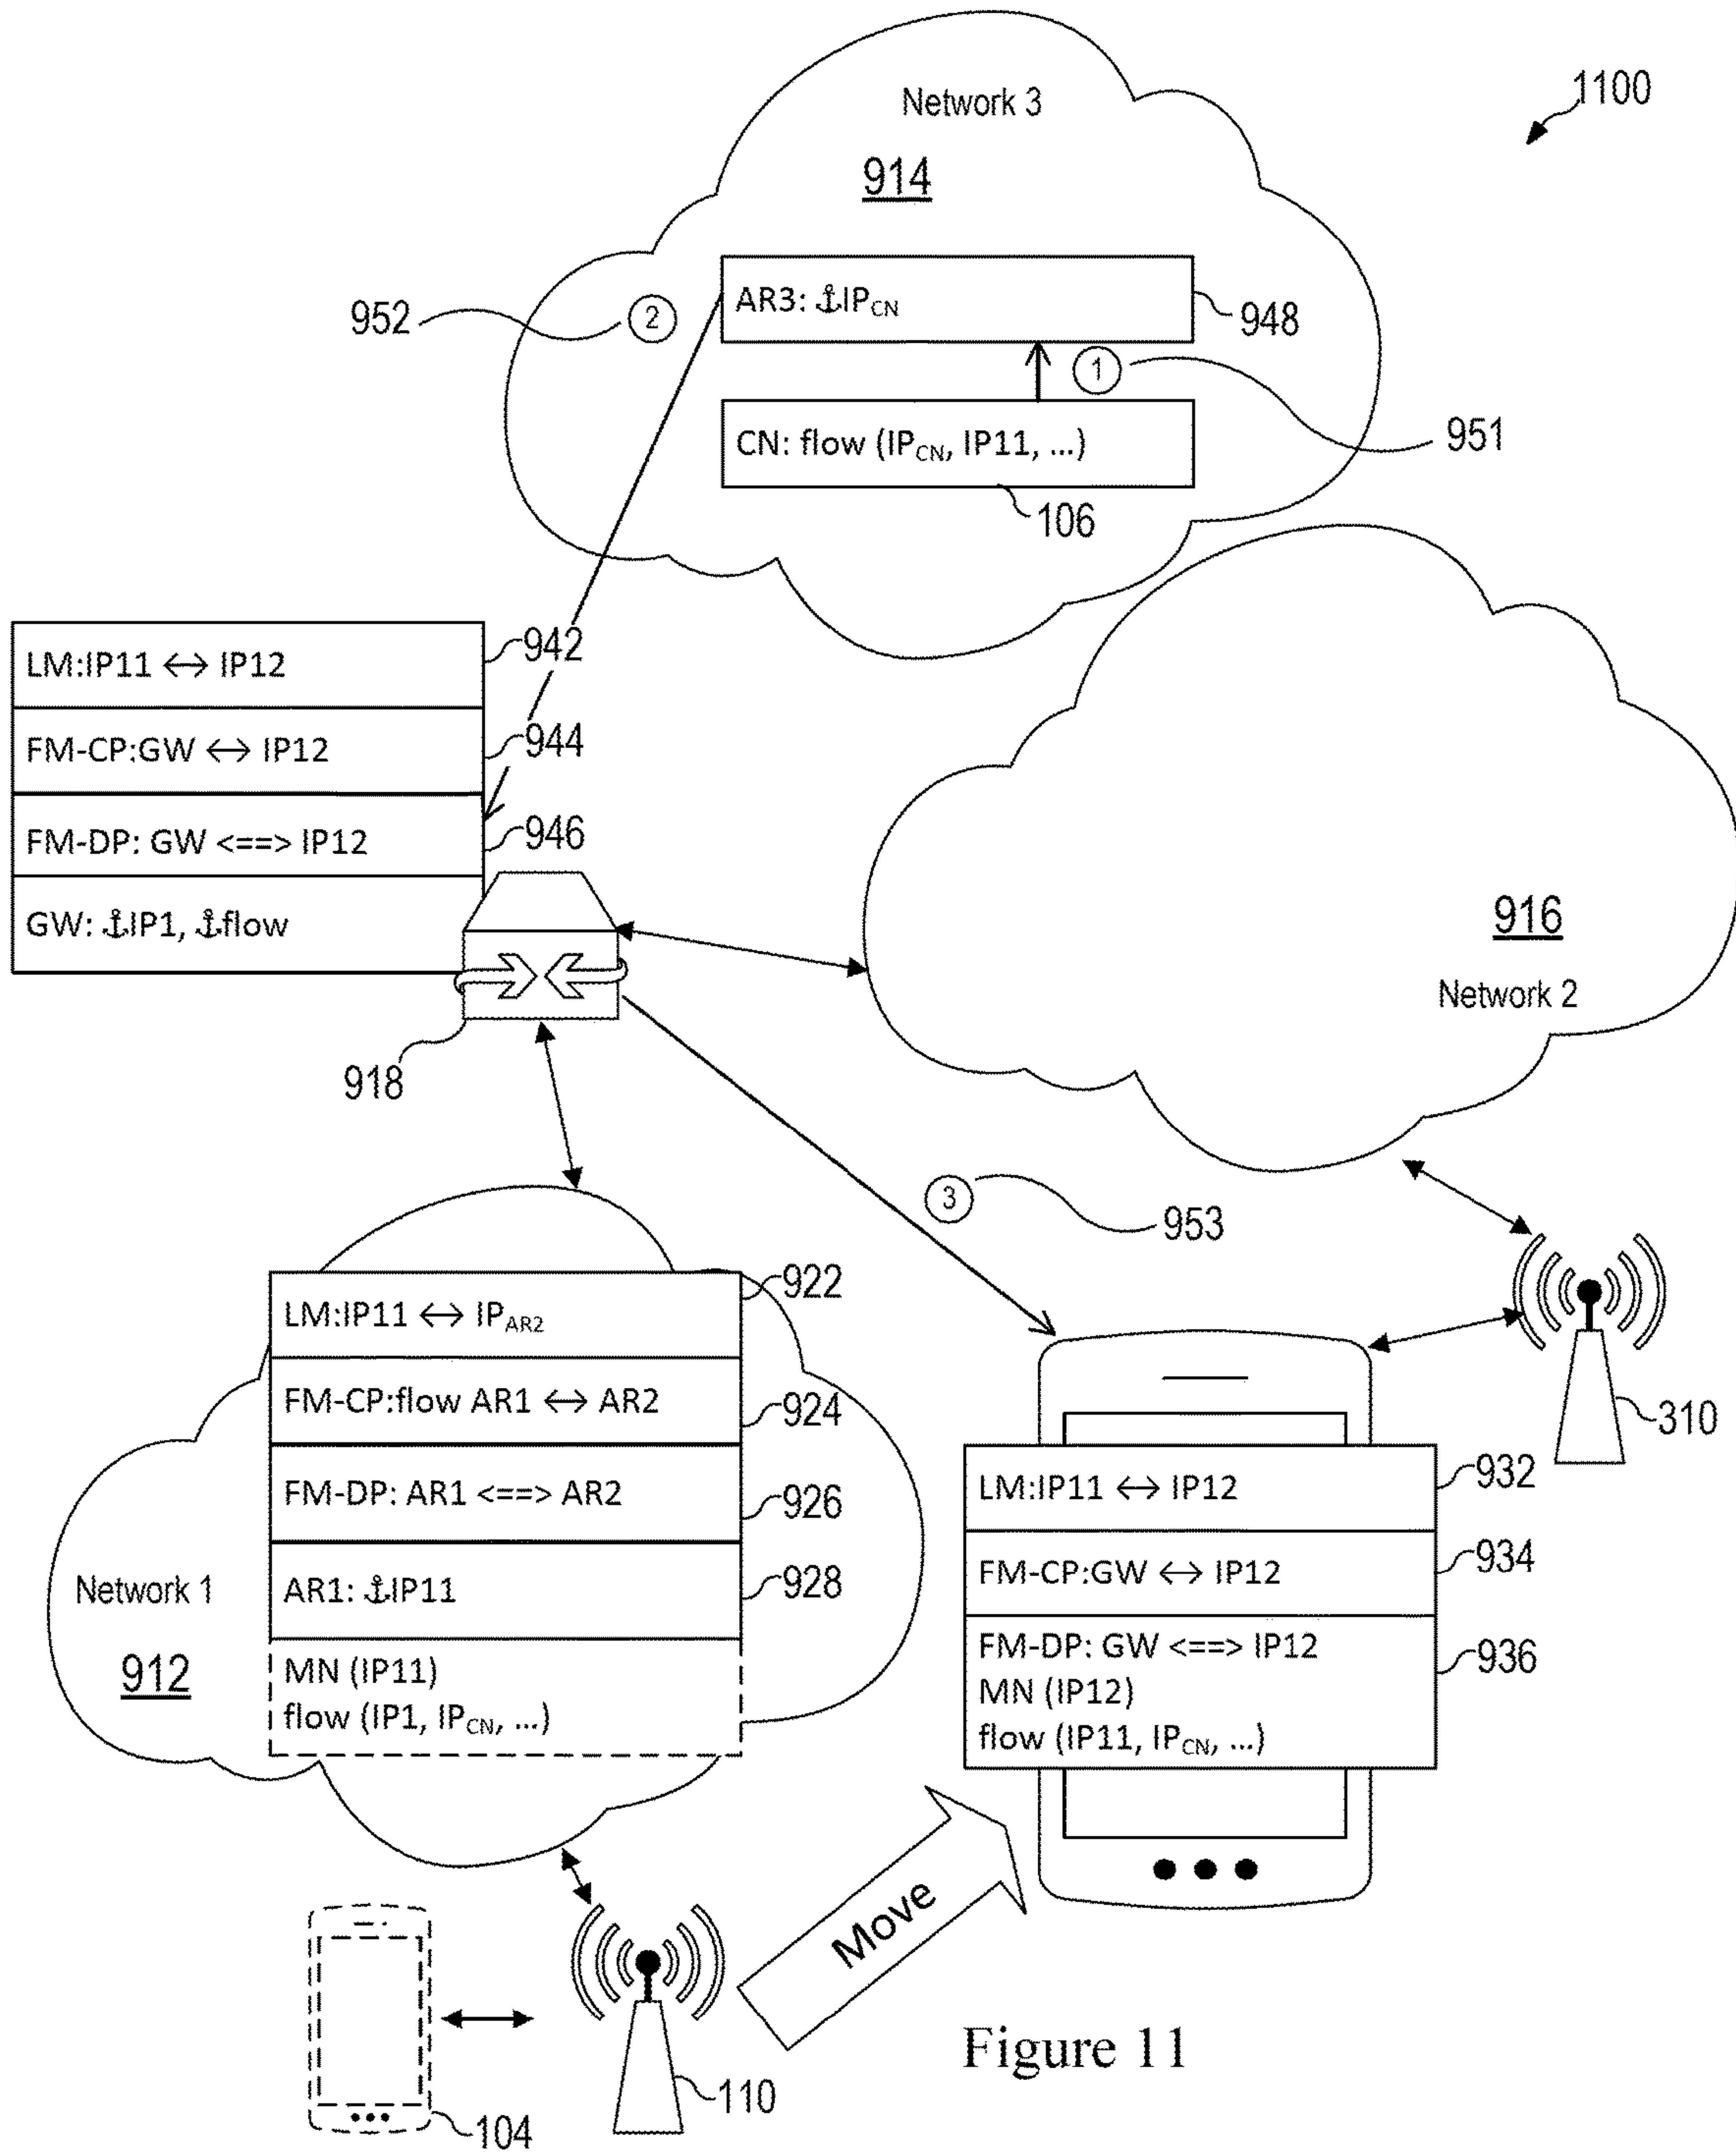 Network 3
914
1100
AR3: ⚓IPCN
948
952
2
1
951
CN: flow (IPCN, IP11, ...)
106
LM:IP11 <-> IP12
942
FM-CP:GW <-> IP12
944
FM-DP: GW <==> IP12
946
GW: ⚓IP1, ⚓flow
918
916
Network 2
3
953
LM:IP11 <-> IPAR2
922
FM-CP:flow AR1 <-> AR2
924
FM-DP: AR1 <==> AR2
926
AR1: ⚓IP11
928
MN (IP11)
flow (IP1, IPCN, ...)
Network 1
912
310
LM:IP11 <-> IP12
932
FM-CP:GW <-> IP12
934
FM-DP: GW <==> IP12
936
MN (IP12)
flow (IP11, IPCN, ...)
Move
104
110
Figure 11